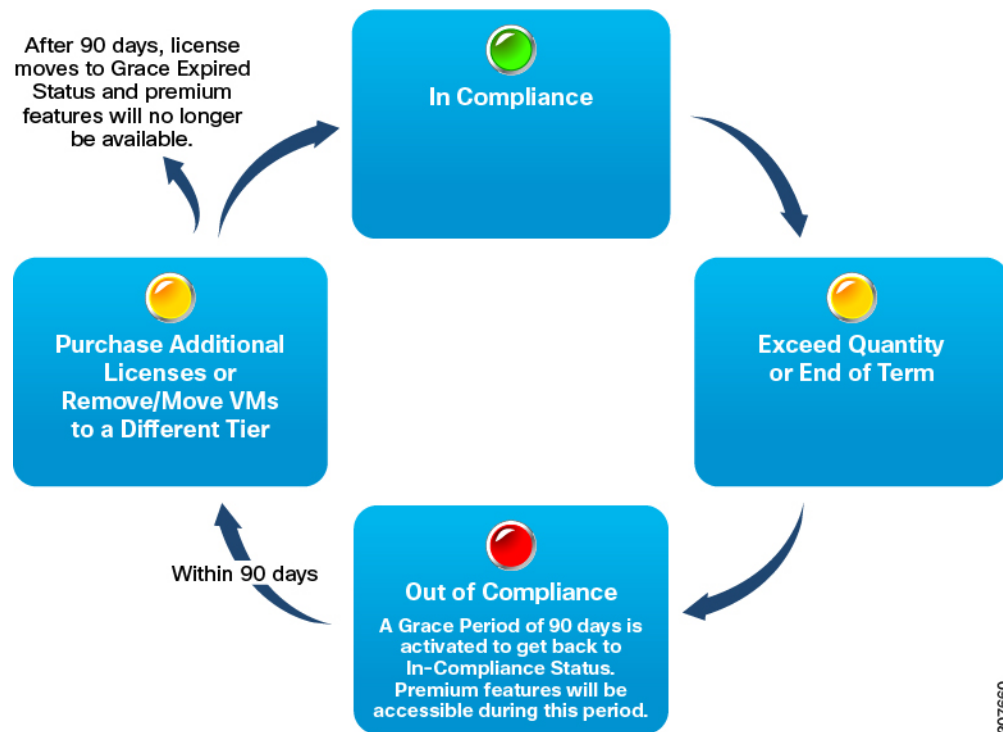 After 90 days, license
moves to Grace Expired
Status and premium
features will no longer
be available.
In Compliance
Exceed Quantity
or End of Term
Out of Compliance
A Grace Period of 90 days is
activated to get back to
In-Compliance Status.
Premium features will be
accessible during this period.
Within 90 days
Purchase Additional
Licenses or
Remove/Move VMs
to a Different Tier